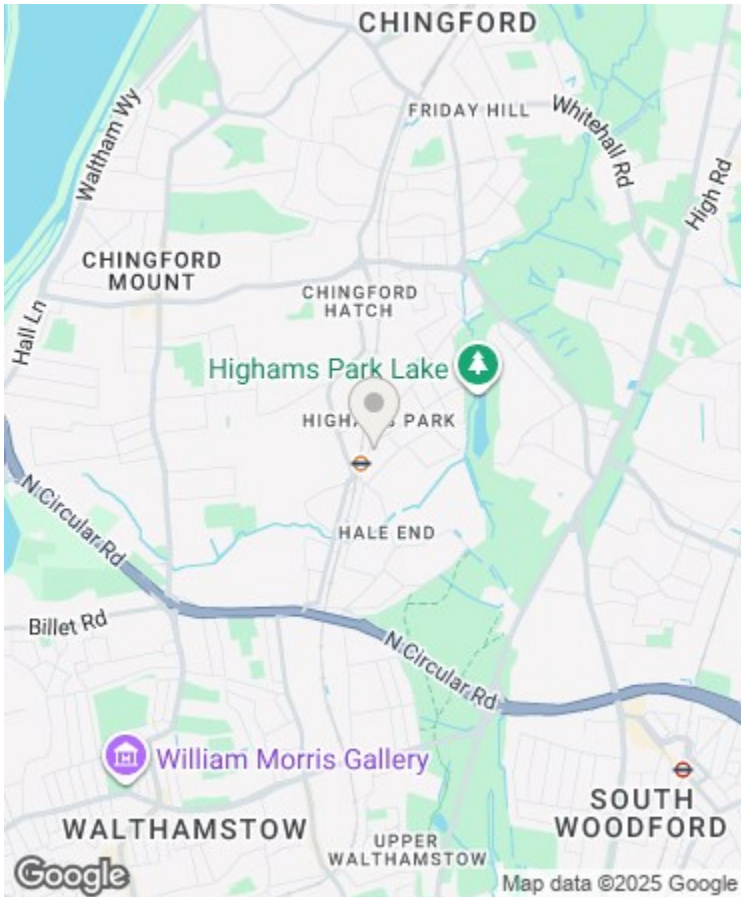 CHINGFORD
FRIDAY HILL
Whitehall Rd
Waltham Wy
High Rd
CHINGFORD
MOUNT
CHINGFORD
HATCH
Hall Ln
Highams Park Lake
HIGHAMS PARK
N Circular Rd
HALE END
Billet Rd
N Circular Rd
William Morris Gallery
SOUTH
WOODFORD
WALTHAMSTOW
UPPER
WALTHAMSTOW
Google
Map data ©2025 Google